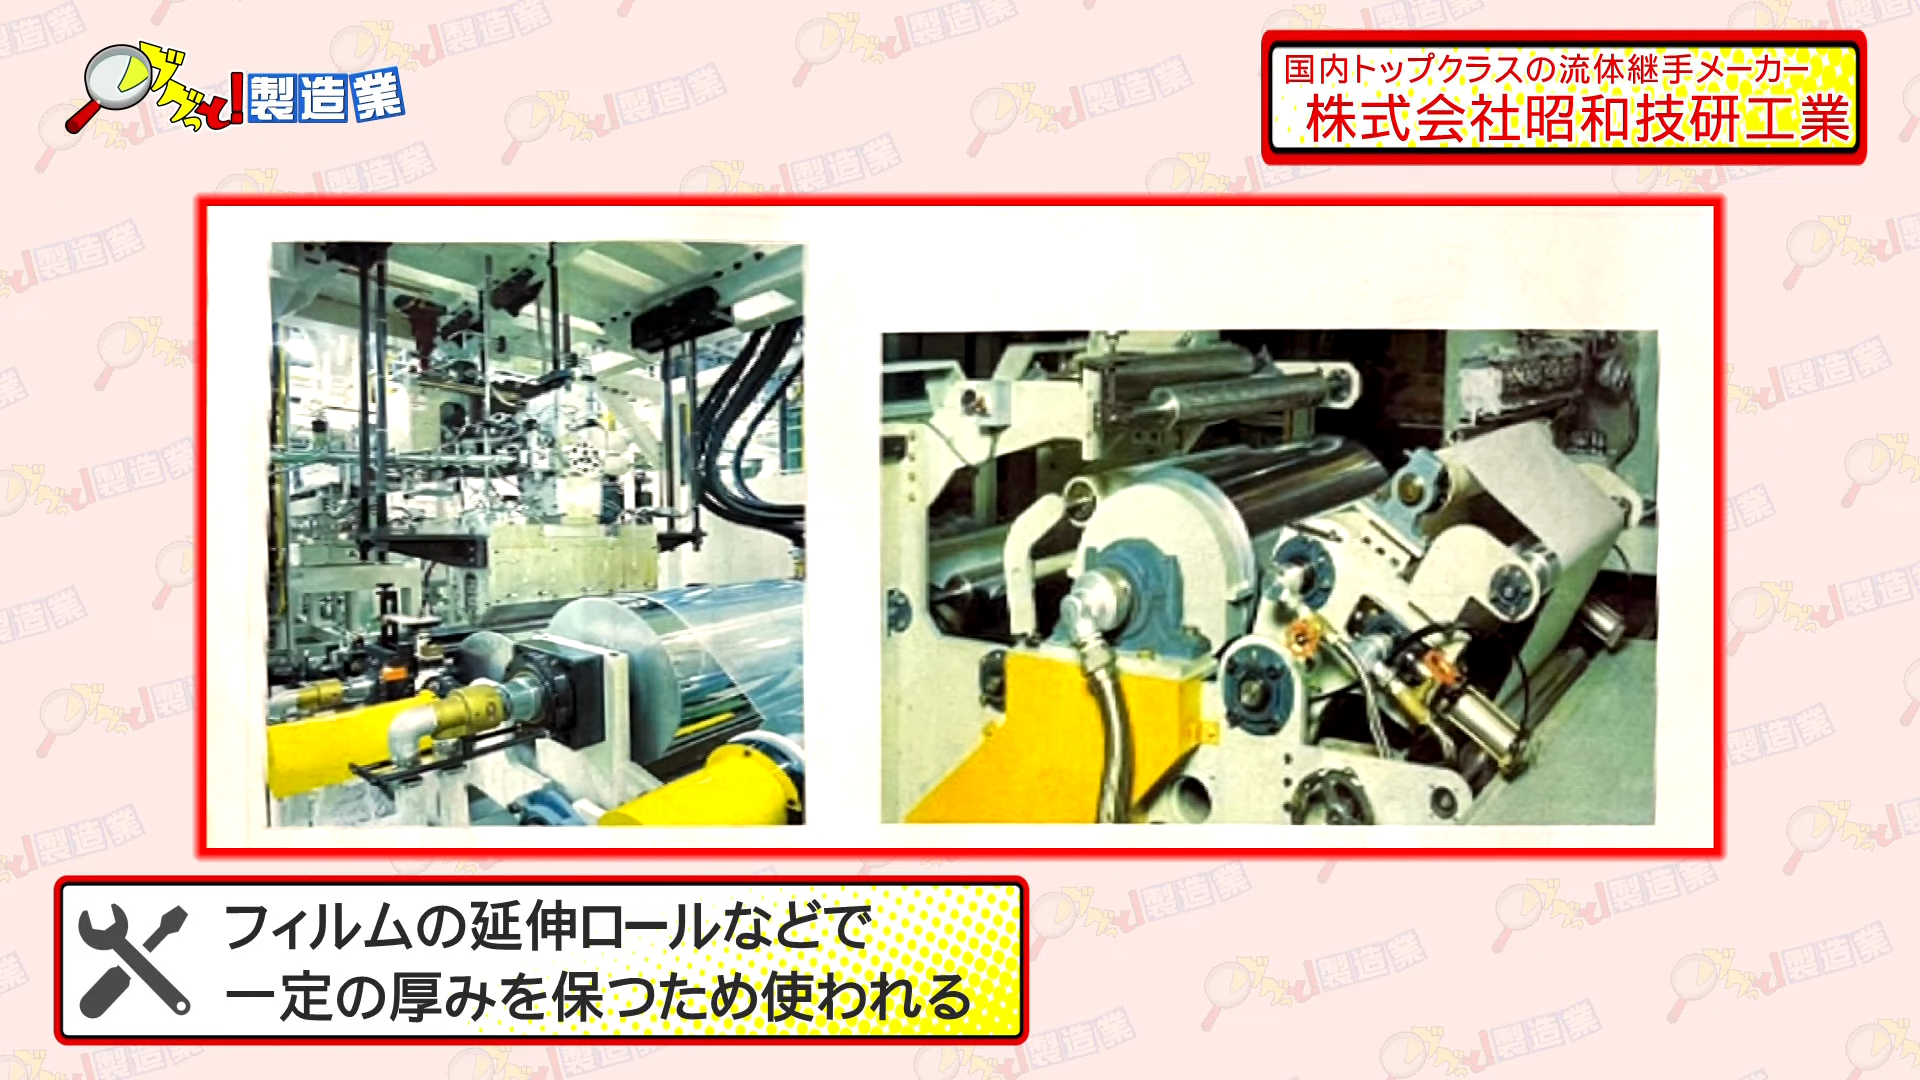 グググっと!製造業
国内トップクラスの流体継手メーカー
株式会社昭和技研工業
フィルムの延伸ロールなどで
一定の厚みを保つため使われる